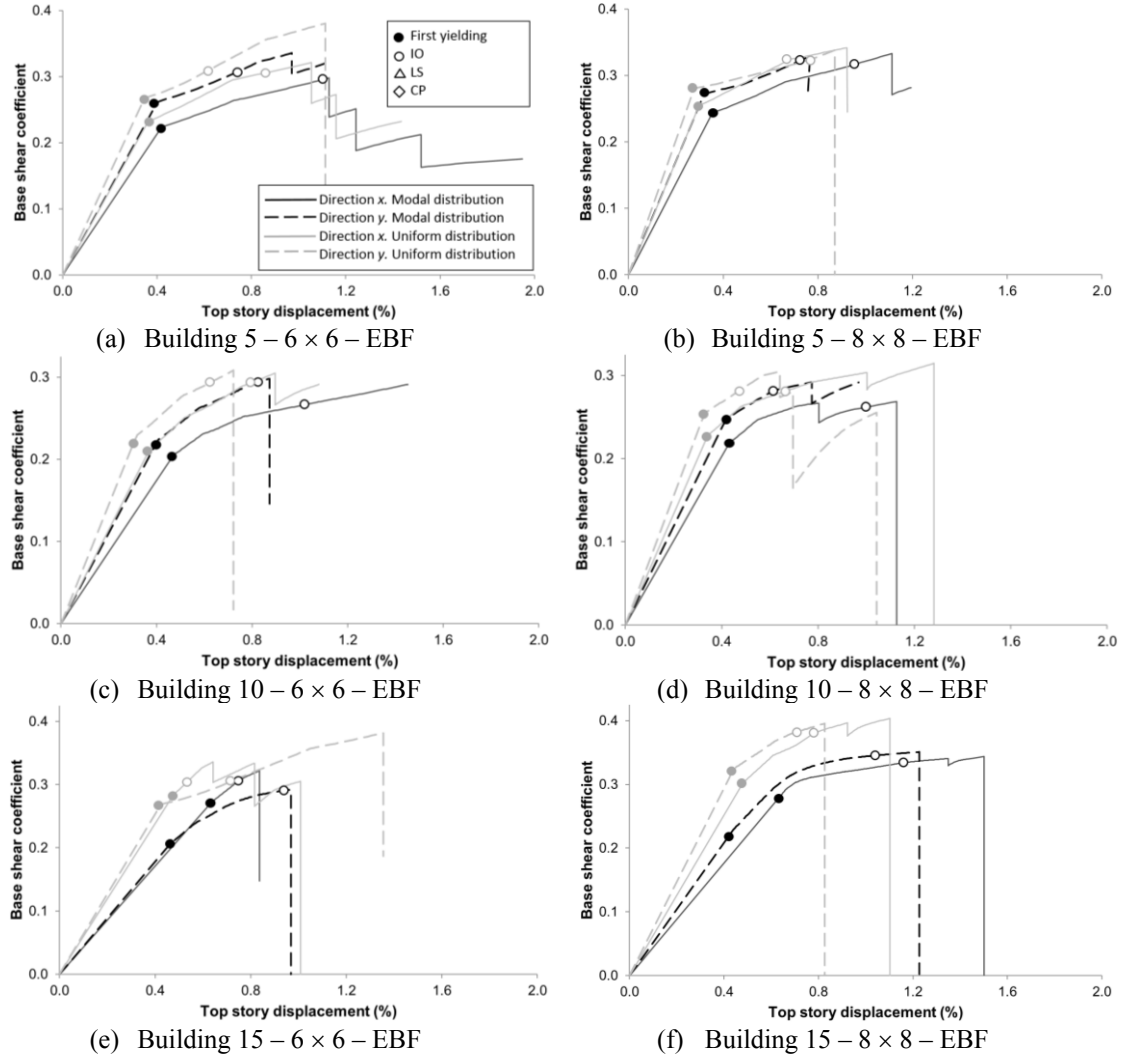 Base shear coefficient
0.4
0.3
0.2
0.1
0.0
First yielding
IO
LS
CP
Direction x. Modal distribution
Direction y. Modal distribution
Direction x. Uniform distribution
Direction y. Uniform distribution
0.0 0.4 0.8 1.2 1.6 2.0
Top story displacement (%)
(a) Building 5 – 6 × 6 – EBF
Base shear coefficient
0.4
0.3
0.2
0.1
0.0
0.0 0.4 0.8 1.2 1.6 2.0
Top story displacement (%)
(b) Building 5 – 8 × 8 – EBF
Base shear coefficient
0.3
0.2
0.1
0.0
0.0 0.4 0.8 1.2 1.6 2.0
Top story displacement (%)
(c) Building 10 – 6 × 6 – EBF
Base shear coefficient
0.3
0.2
0.1
0.0
0.0 0.4 0.8 1.2 1.6 2.0
Top story displacement (%)
(d) Building 10 – 8 × 8 – EBF
Base shear coefficient
0.4
0.3
0.2
0.1
0.0
0.0 0.4 0.8 1.2 1.6 2.0
Top story displacement (%)
(e) Building 15 – 6 × 6 – EBF
Base shear coefficient
0.4
0.3
0.2
0.1
0.0
0.0 0.4 0.8 1.2 1.6 2.0
Top story displacement (%)
(f) Building 15 – 8 × 8 – EBF